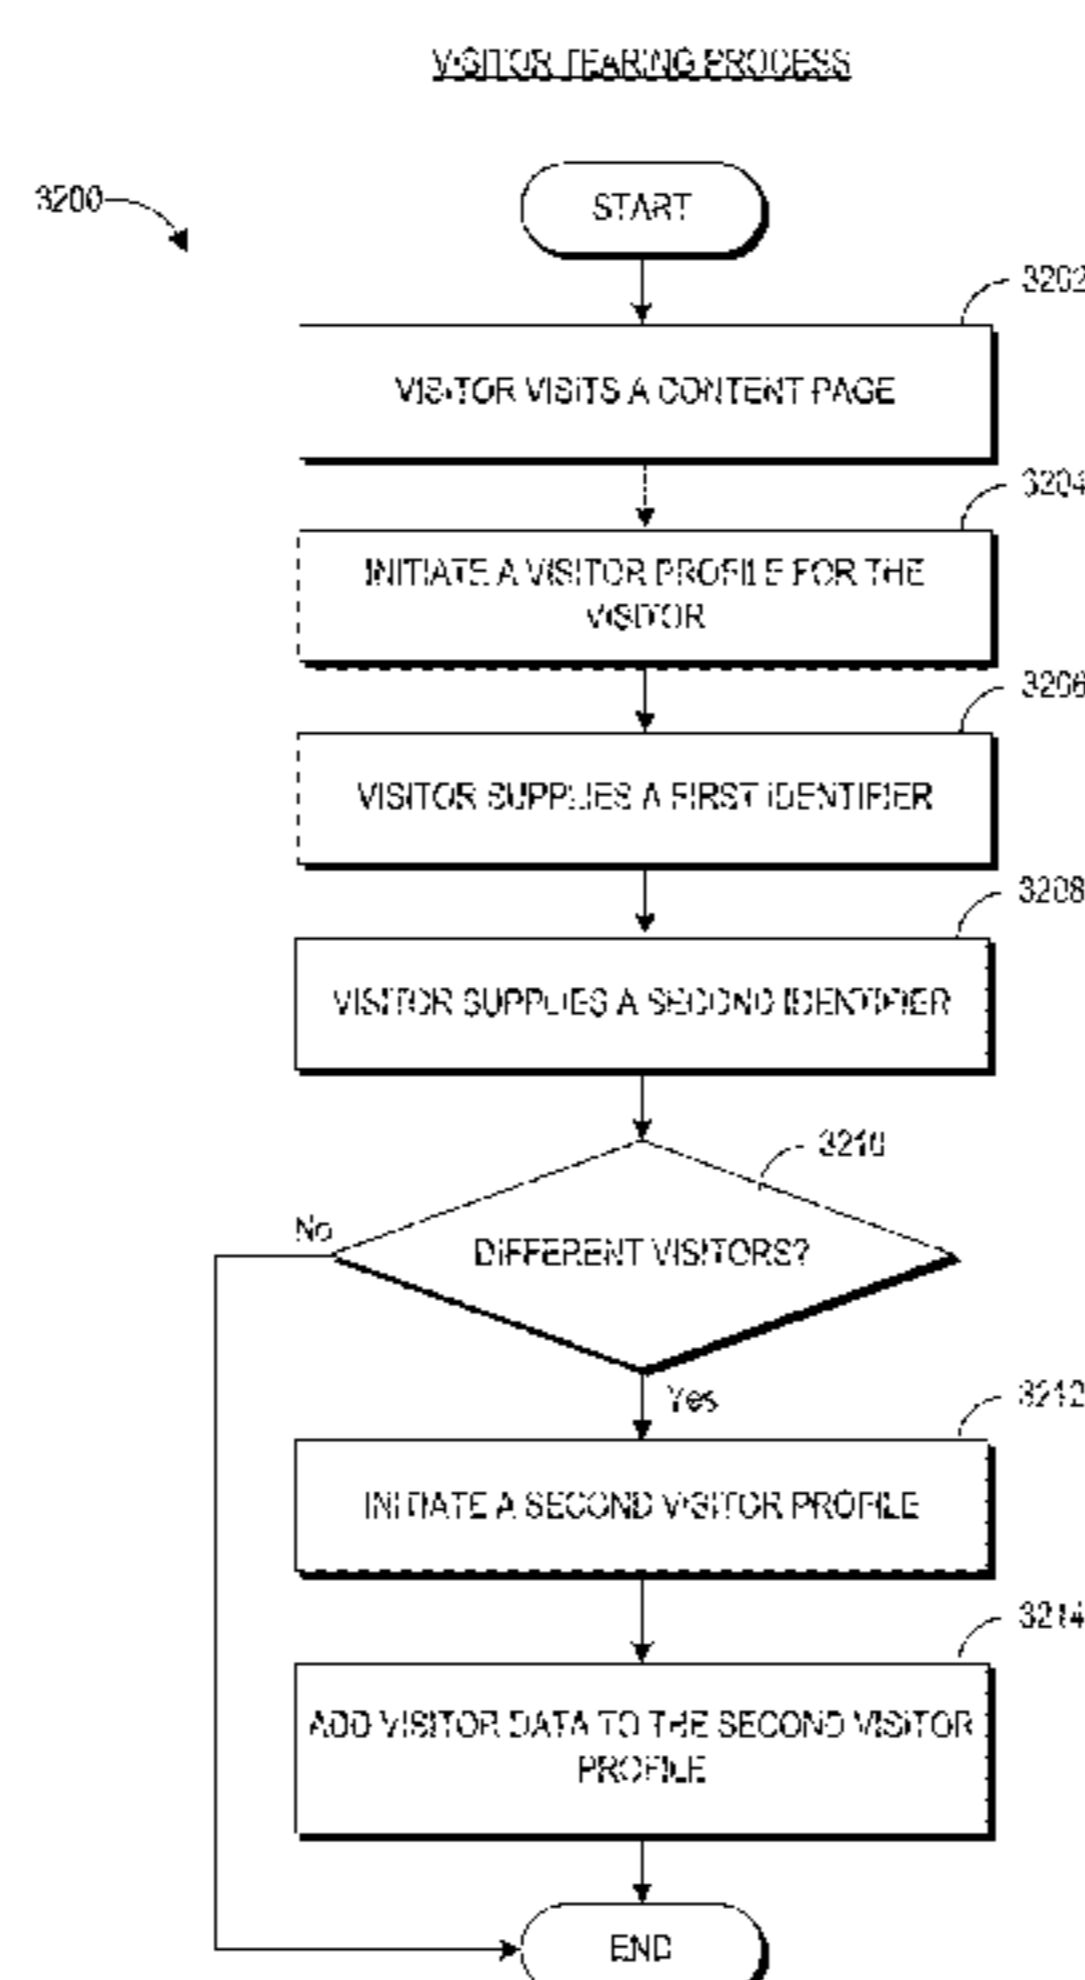 VISITOR TEARING PROCESS
3200
START
3202
VISITOR VISITS A CONTENT PAGE
3204
INITIATE A VISITOR PROFILE FOR THE
VISITOR
3206
VISITOR SUPPLIES A FIRST IDENTIFIER
3208
VISITOR SUPPLIES A SECOND IDENTIFIER
3210
No
DIFFERENT VISITORS?
Yes
3212
INITIATE A SECOND VISITOR PROFILE
3214
ADD VISITOR DATA TO THE SECOND VISITOR
PROFILE
END